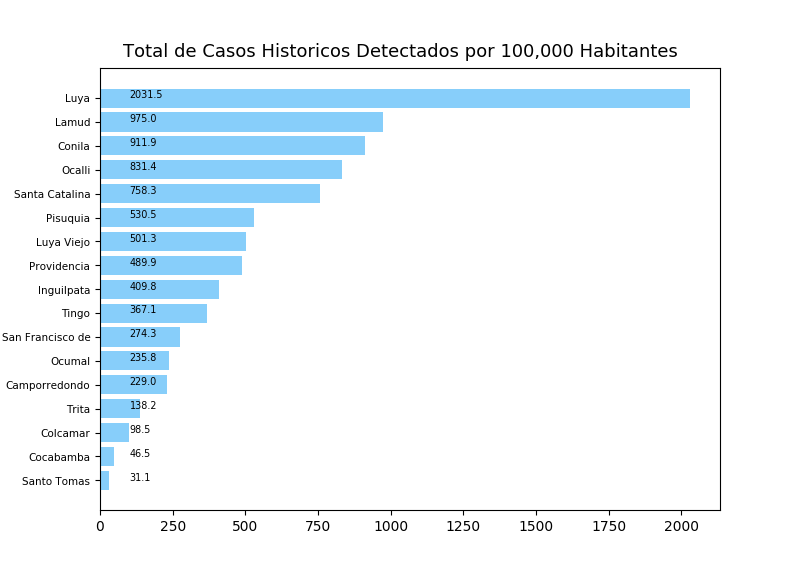 Total de Casos Historicos Detectados por 100,000 Habitantes
Luya 2031.5
Lamud 975.0
Conila 911.9
Ocalli 831.4
Santa Catalina 758.3
Pisuquia 530.5
Luya Viejo 501.3
Providencia 489.9
Inguilpata 409.8
Tingo 367.1
San Francisco de 274.3
Ocumal 235.8
Camporredondo 229.0
Trita 138.2
Colcamar 98.5
Cocabamba 46.5
Santo Tomas 31.1
0 250 500 750 1000 1250 1500 1750 2000